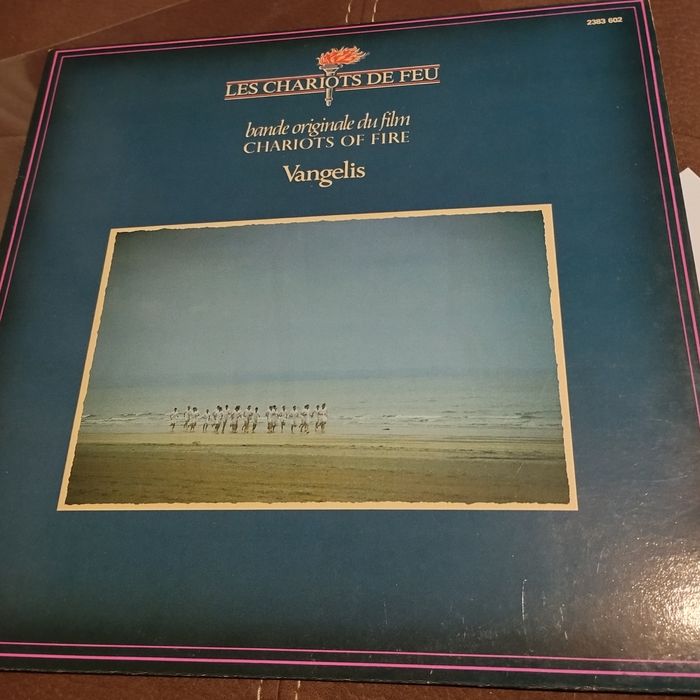 2383 602
LES CHARIOTS DE FEU
bande originale du film
CHARIOTS OF FIRE
Vangelis